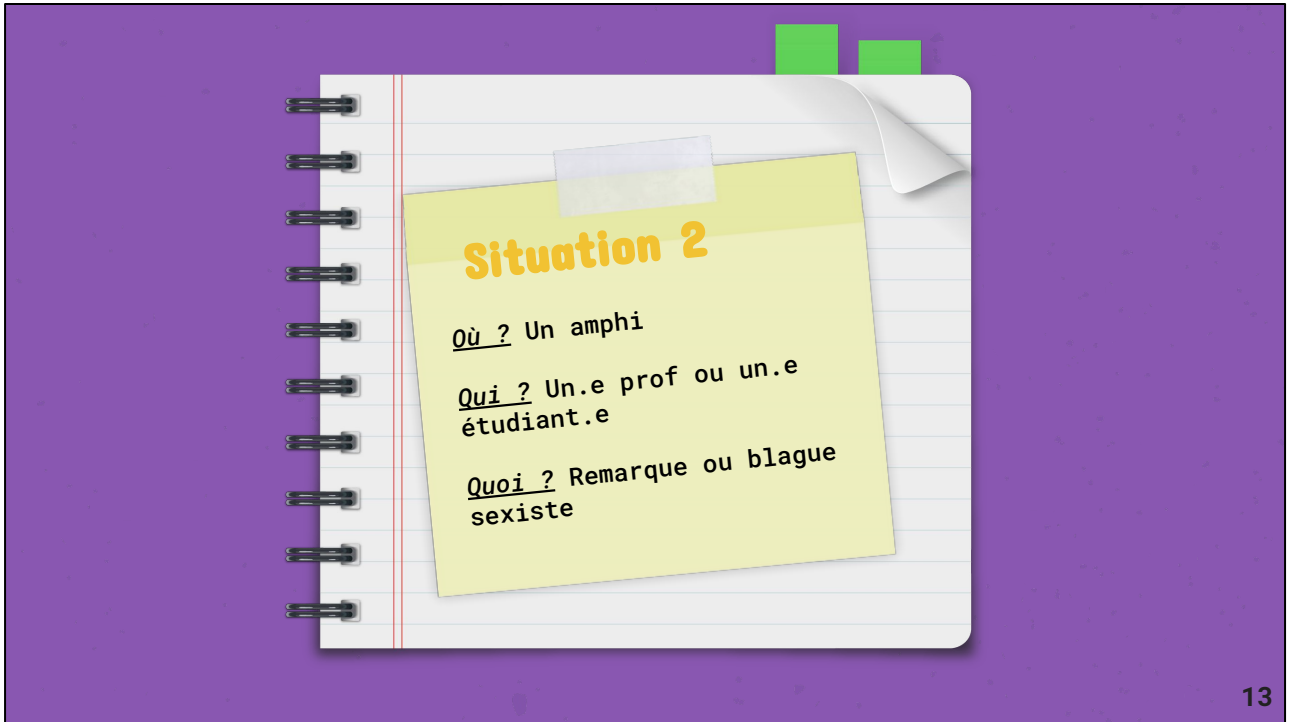 Situation 2
Où ? Un amphi
Qui ? Un.e prof ou un.e
étudiant.e
Quoi ? Remarque ou blague
sexiste
13